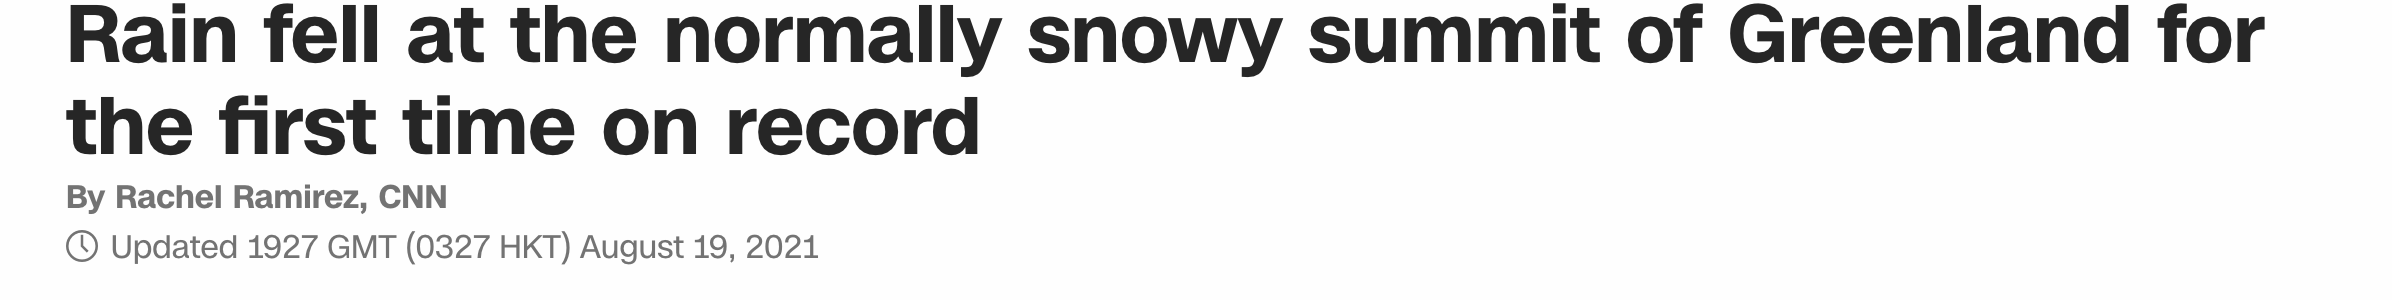 Rain fell at the normally snowy summit of Greenland for
the first time on record
By Rachel Ramirez, CNN
Updated 1927 GMT (0327 HKT) August 19, 2021